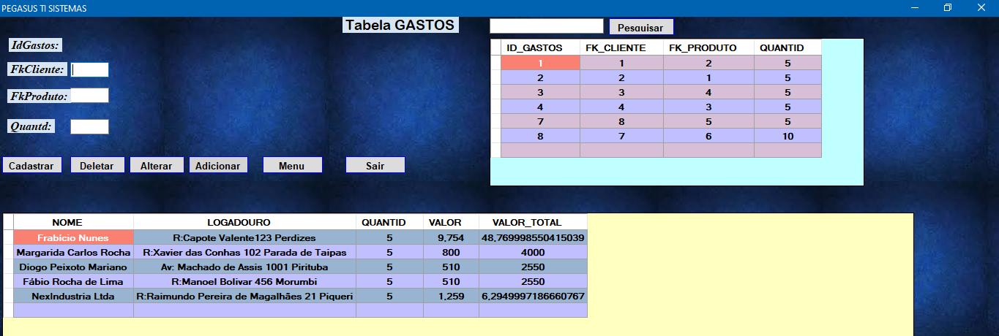 PEGASUS TI SISTEMAS
Tabela GASTOS
Pesquisar
IdGastos:
FkCliente:
FkProduto:
Quantd:
ID_GASTOS FK_CLIENTE FK_PRODUTO QUANTID
1 1 2 5
2 2 1 5
3 3 4 5
4 4 3 5
7 8 5 5
8 7 6 10
Cadastrar Deletar Alterar Adicionar Menu Sair
NOME LOGADOURO QUANTID VALOR VALOR_TOTAL
Frabício Nunes R:Capote Valente123 Perdizes 5 9,754 48,769998550415039
Margarida Carlos Rocha R:Xavier das Conhas 102 Parada de Taipas 5 800 4000
Diogo Peixoto Mariano Av: Machado de Assis 1001 Pirituba 5 510 2550
Fábio Rocha de Lima R:Manoel Bolivar 456 Morumbi 5 510 2550
NexIndustria Ltda R:Raimundo Pereira de Magalhães 21 Piqueri 5 1,259 6,2949997186660767